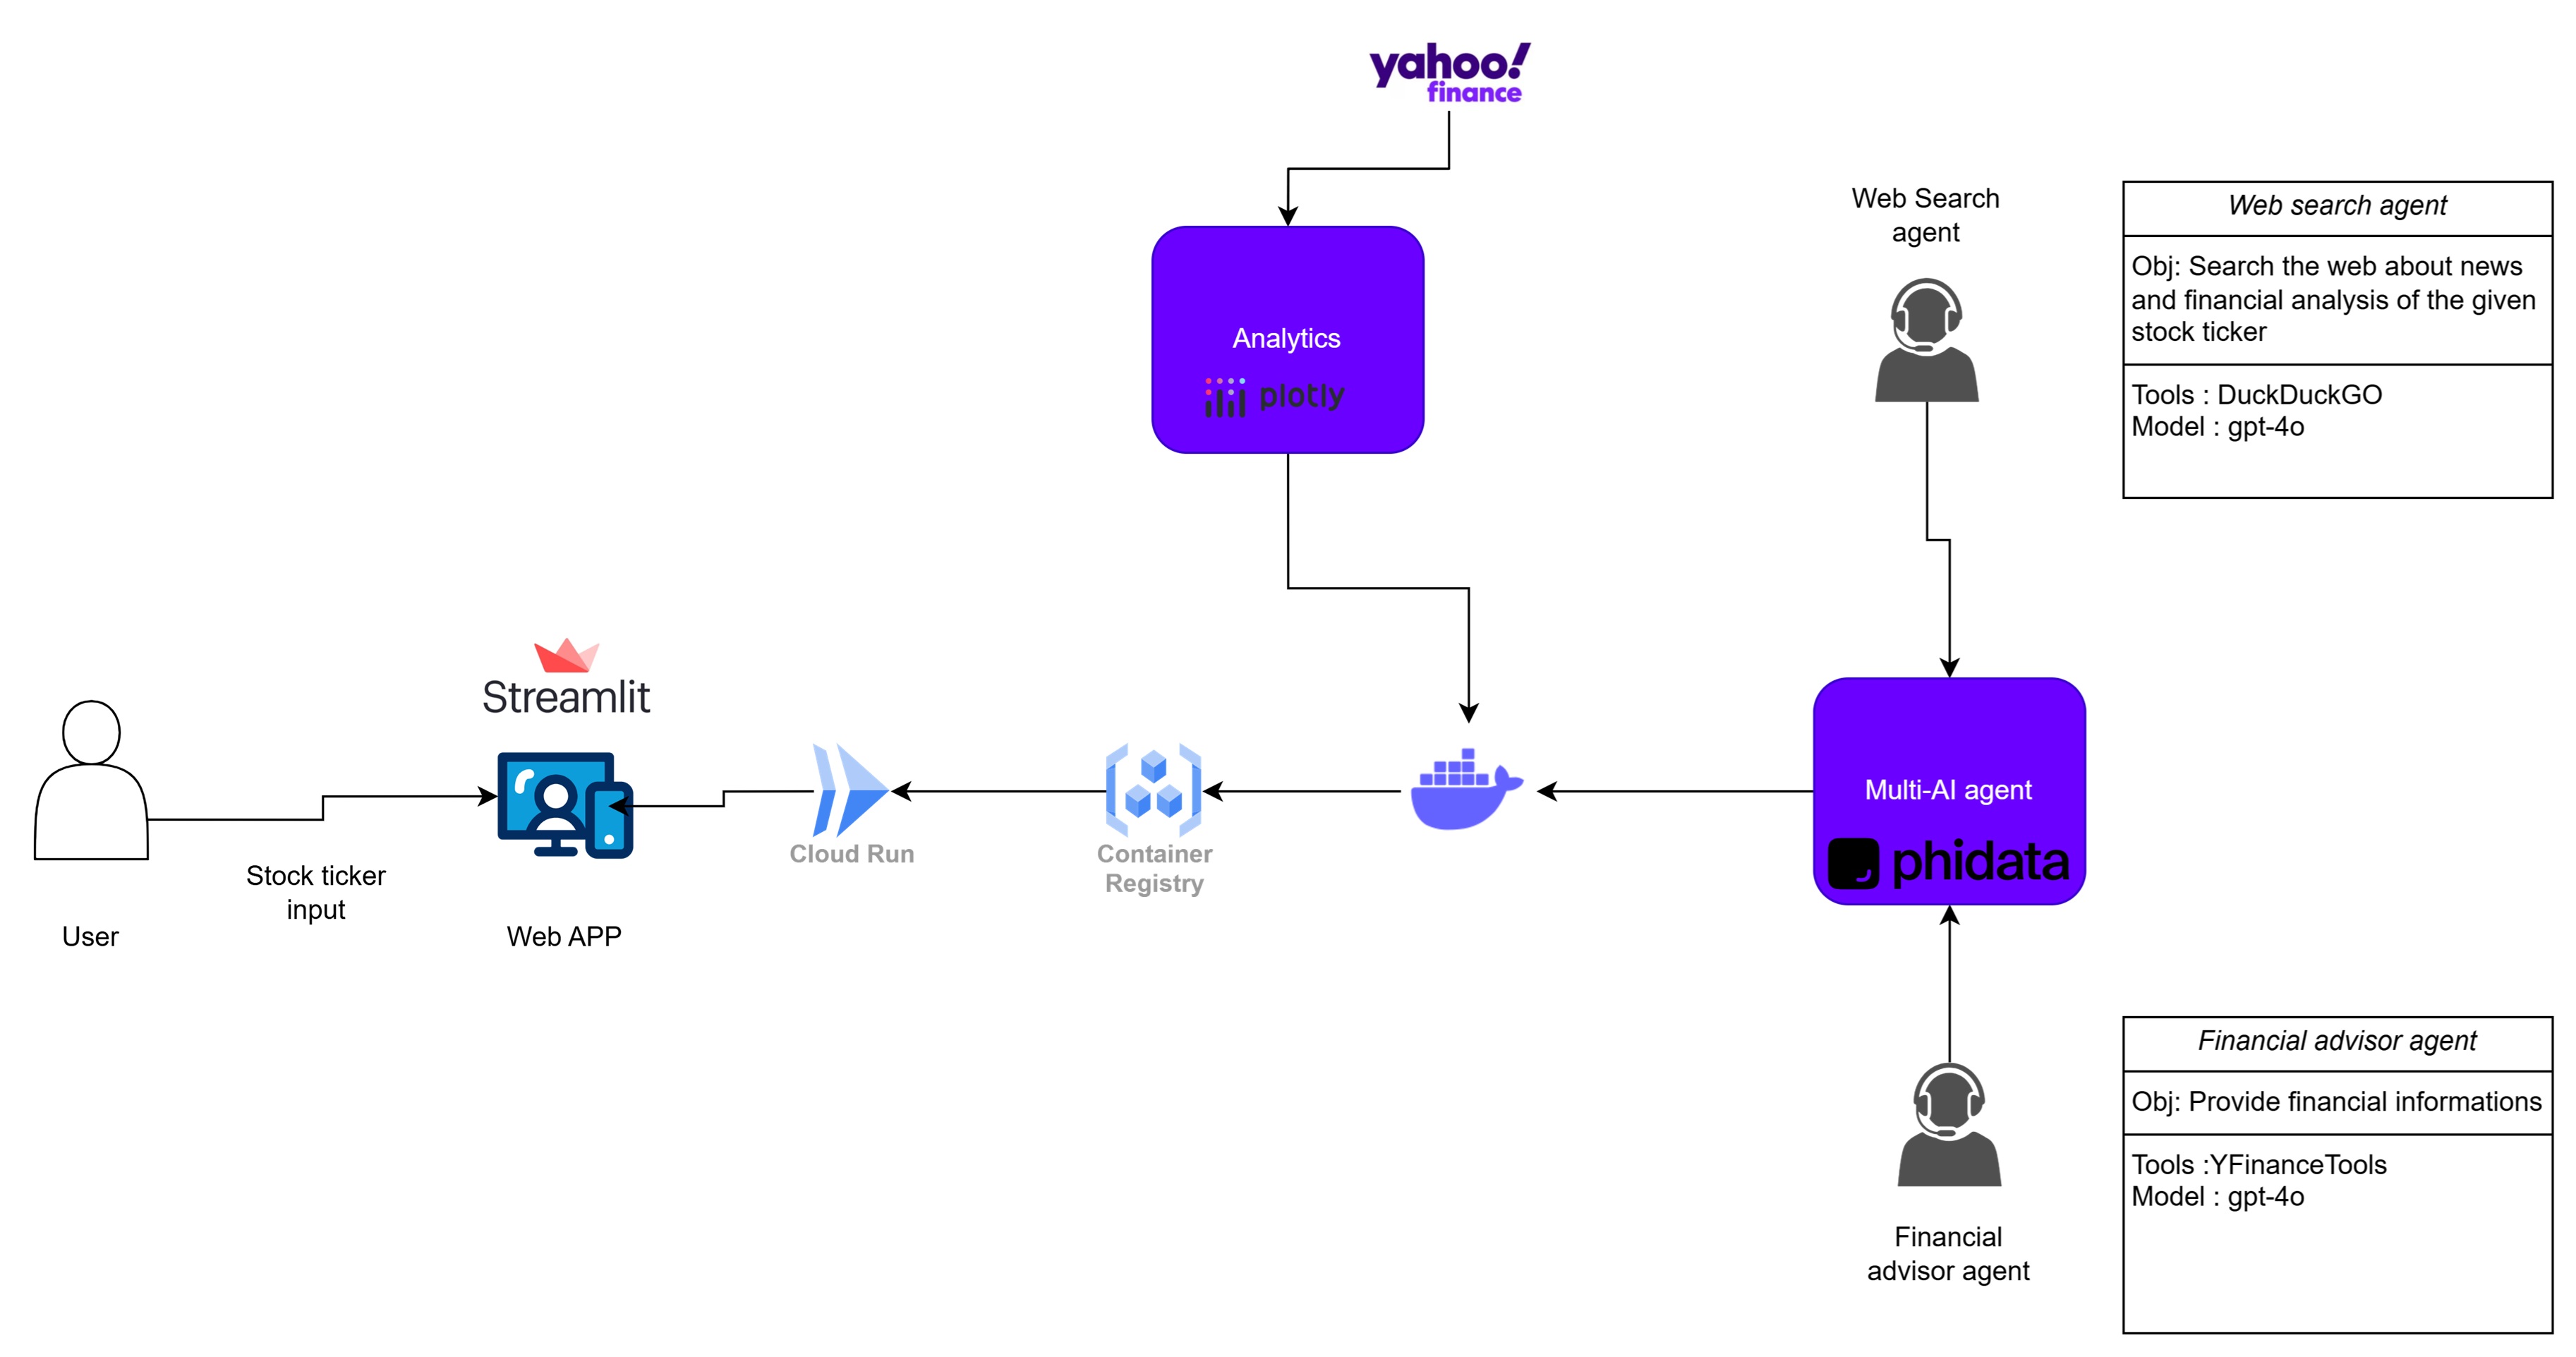 yahoo!
finance
Web Search
agent
Web search agent
Obj: Search the web about news
and financial analysis of the given
stock ticker
Tools : DuckDuckGO
Model : gpt-4o
Analytics
plotly
Streamlit
Multi-AI agent
phidata
Cloud Run
Container
Registry
Stock ticker
input
User
Web APP
Financial advisor agent
Obj: Provide financial informations
Tools :YFinanceTools
Model : gpt-4o
Financial
advisor agent